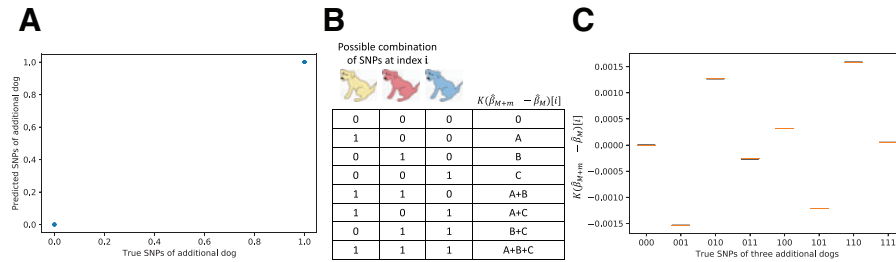 A
Predicted SNPs of additional dog
1.0
0.8
0.6
0.4
0.2
0.0
0.0 0.2 0.4 0.6 0.8 1.0
True SNPs of additional dog
B
Possible combination
of SNPs at index i
K(β̂_{M+m} − β̂_M)[i]
0 0 0 0
1 0 0 A
0 1 0 B
0 0 1 C
1 1 0 A+B
1 0 1 A+C
0 1 1 B+C
1 1 1 A+B+C
C
K(β̂_{M+m} − β̂_M)[i]
0.0015
0.0010
0.0005
0.0000
−0.0005
−0.0010
−0.0015
000 001 010 011 100 101 110 111
True SNPs of three additional dogs